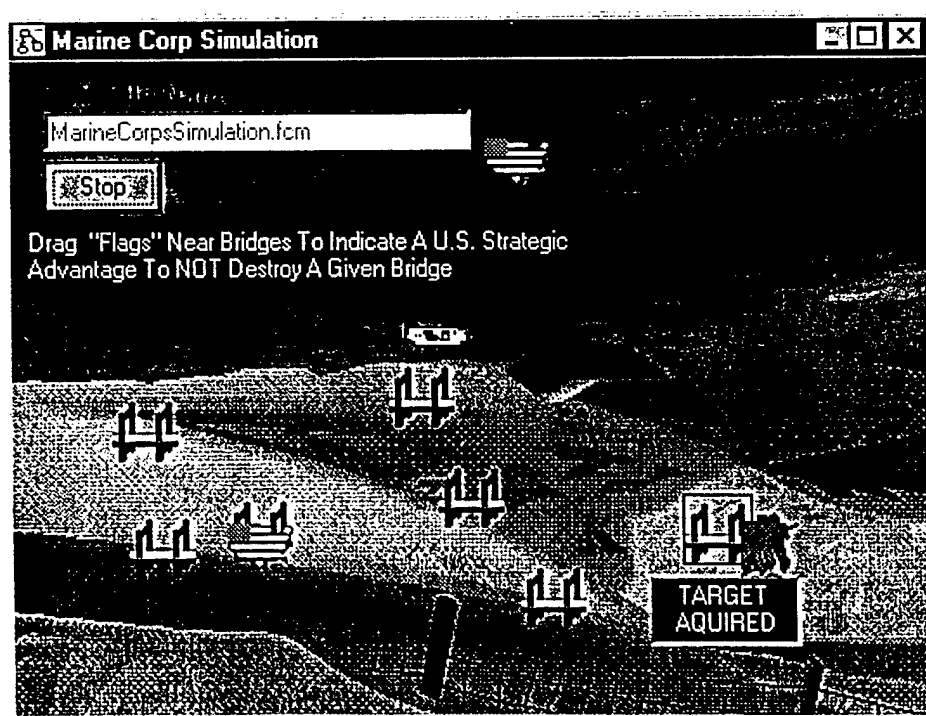 Marine Corp Simulation
MarineCorpsSimulation.fcm
Stop
Drag "Flags" Near Bridges To Indicate A U.S. Strategic
Advantage To NOT Destroy A Given Bridge
TARGET
AQUIRED